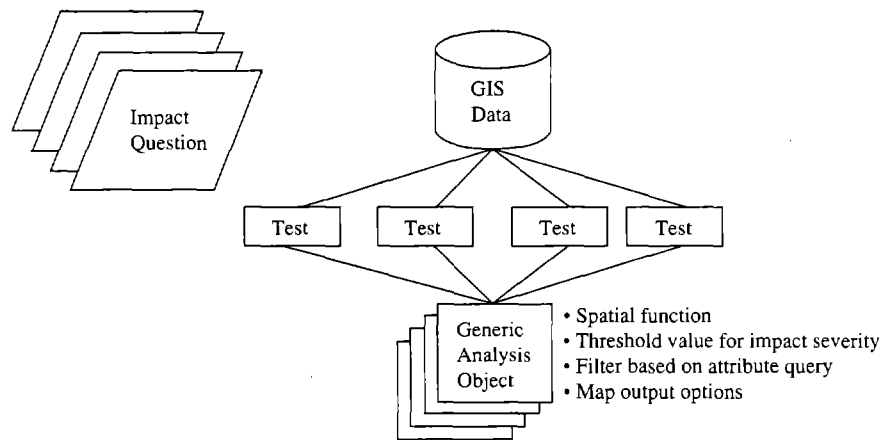 Impact
Question
GIS
Data
Test Test Test Test
Generic
Analysis
Object
• Spatial function
• Threshold value for impact severity
• Filter based on attribute query
• Map output options